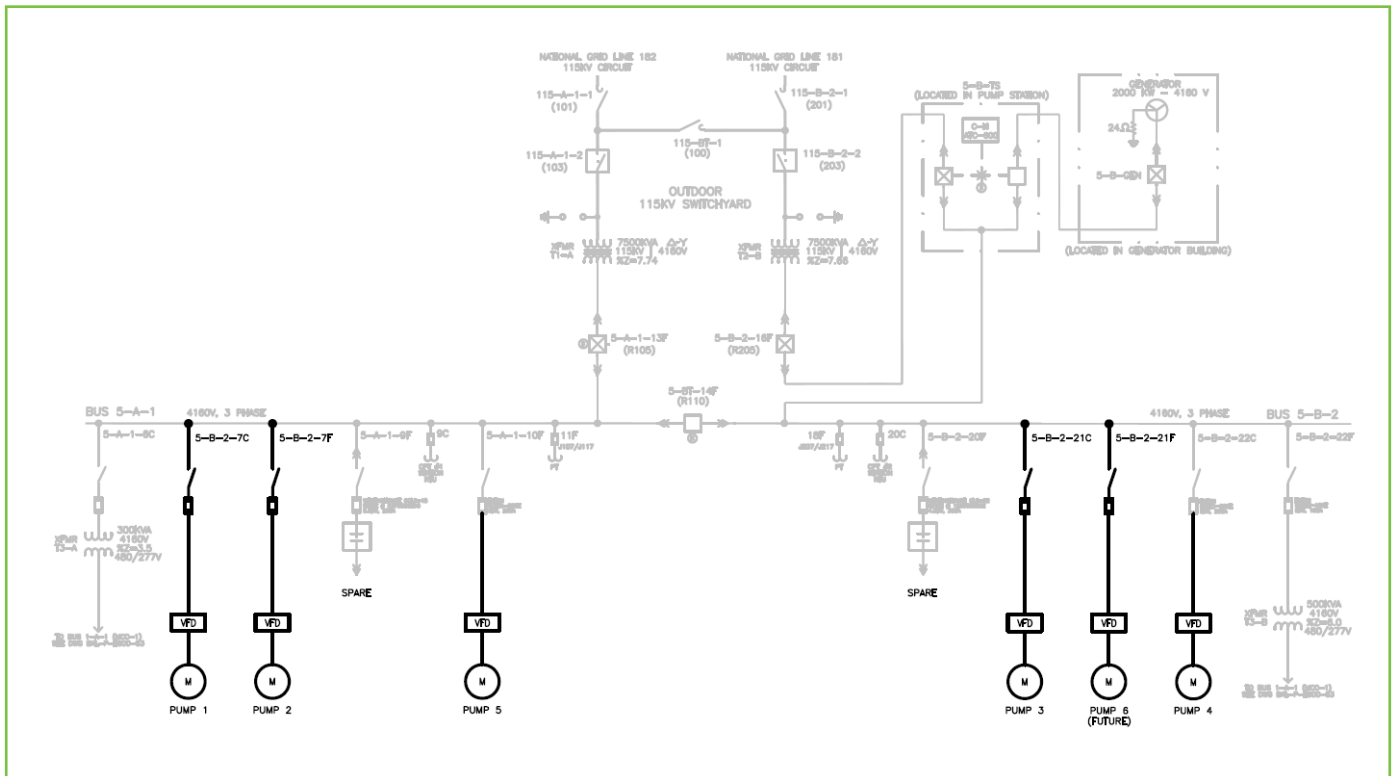 NATIONAL GRID LINE 182
115KV CIRCUIT
NATIONAL GRID LINE 181
115KV CIRCUIT
115-A-1-1
(101)
115-B-2-1
(201)
115-BT-1
(100)
115-A-1-2
(103)
115-B-2-2
(203)
OUTDOOR
115KV SWITCHYARD
XFMR
T1-A
7500KVA Δ-Y
115KV 4160V
%Z=7.74
XFMR
T2-B
7500KVA Δ-Y
115KV 4160V
%Z=7.66
5-A-1-13F
(R105)
5-B-2-16F
(R205)
5-B-TS
(LOCATED IN PUMP STATION)
GENERATOR
2000 KW - 4160 V
24Ω
5-B-GEN
(LOCATED IN GENERATOR BUILDING)
5-BT-14F
(R110)
BUS 5-A-1
4160V, 3 PHASE
4160V, 3 PHASE
BUS 5-B-2
5-A-1-6C
5-B-2-7C
5-B-2-7F
5-A-1-9F
9C
5-A-1-10F
11F
PT
18F
PT
20C
5-B-2-20F
5-B-2-21C
5-B-2-21F
5-B-2-22C
5-B-2-22F
XFMR
T3-A
300KVA
4160V
%Z=3.5
480/277V
XFMR
T3-B
500KVA
4160V
%Z=6.0
480/277V
SPARE
SPARE
VFD
VFD
VFD
VFD
VFD
VFD
M
M
M
M
M
M
PUMP 1
PUMP 2
PUMP 5
PUMP 3
PUMP 6
(FUTURE)
PUMP 4